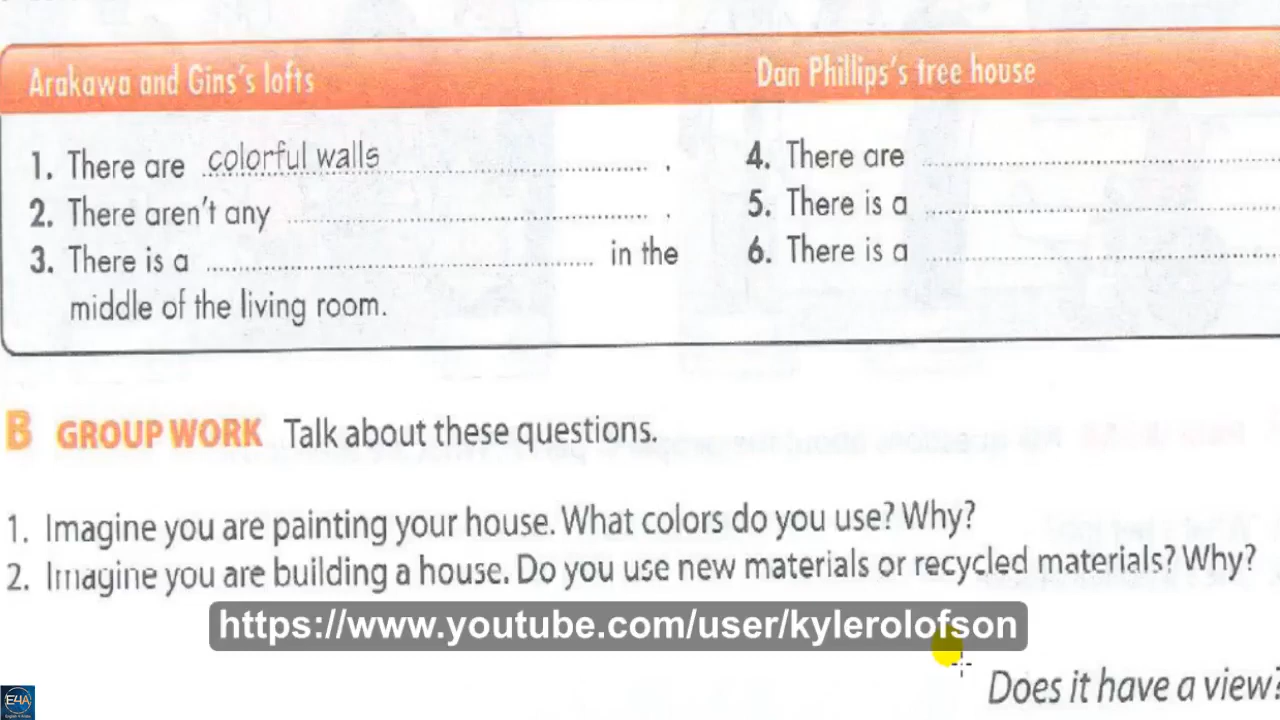 Arakawa and Gins's lofts
1. There are colorful walls .
2. There aren't any .
3. There is a in the
middle of the living room.
Dan Phillips's tree house
4. There are
5. There is a
6. There is a
B GROUP WORK Talk about these questions.
1. Imagine you are painting your house. What colors do you use? Why?
2. Imagine you are building a house. Do you use new materials or recycled materials? Why?
https://www.youtube.com/user/kylerolofson
Does it have a view?
E4A